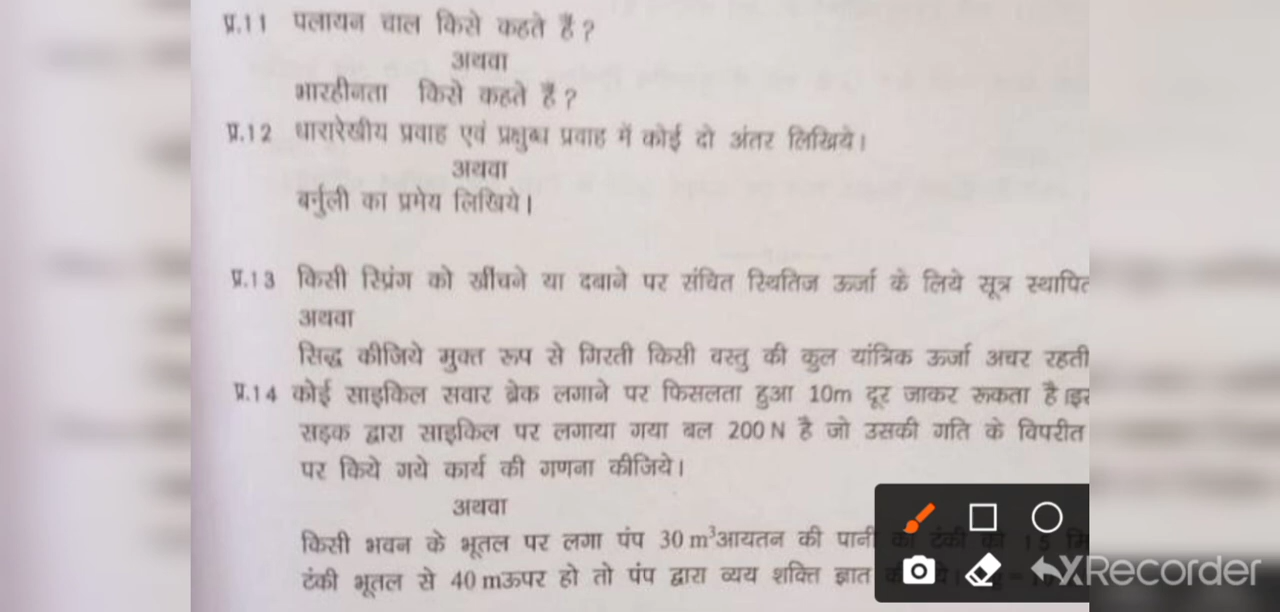 प्र.11 पलायन चाल किसे कहते हैं ?
अथवा
भारहीनता किसे कहते हैं ?
प्र.12 धारारेखीय प्रवाह एवं प्रक्षुब्ध प्रवाह में कोई दो अंतर लिखिये।
अथवा
बर्नुली का प्रमेय लिखिये।
प्र.13 किसी स्प्रिंग को खींचने या दबाने पर संचित स्थितिज ऊर्जा के लिये सूत्र स्थापित
अथवा
सिद्ध कीजिये मुक्त रूप से गिरती किसी वस्तु की कुल यांत्रिक ऊर्जा अचर रहती
प्र.14 कोई साइकिल सवार ब्रेक लगाने पर फिसलता हुआ 10m दूर जाकर रूकता है।
सड़क द्वारा साइकिल पर लगाया गया बल 200 N है जो उसकी गति के विपरीत
पर किये गये कार्य की गणना कीजिये।
अथवा
किसी भवन के भूतल पर लगा पंप 30 m³आयतन की पानी की टंकी को 15
टंकी भूतल से 40 mऊपर हो तो पंप द्वारा व्यय शक्ति ज्ञात
XRecorder